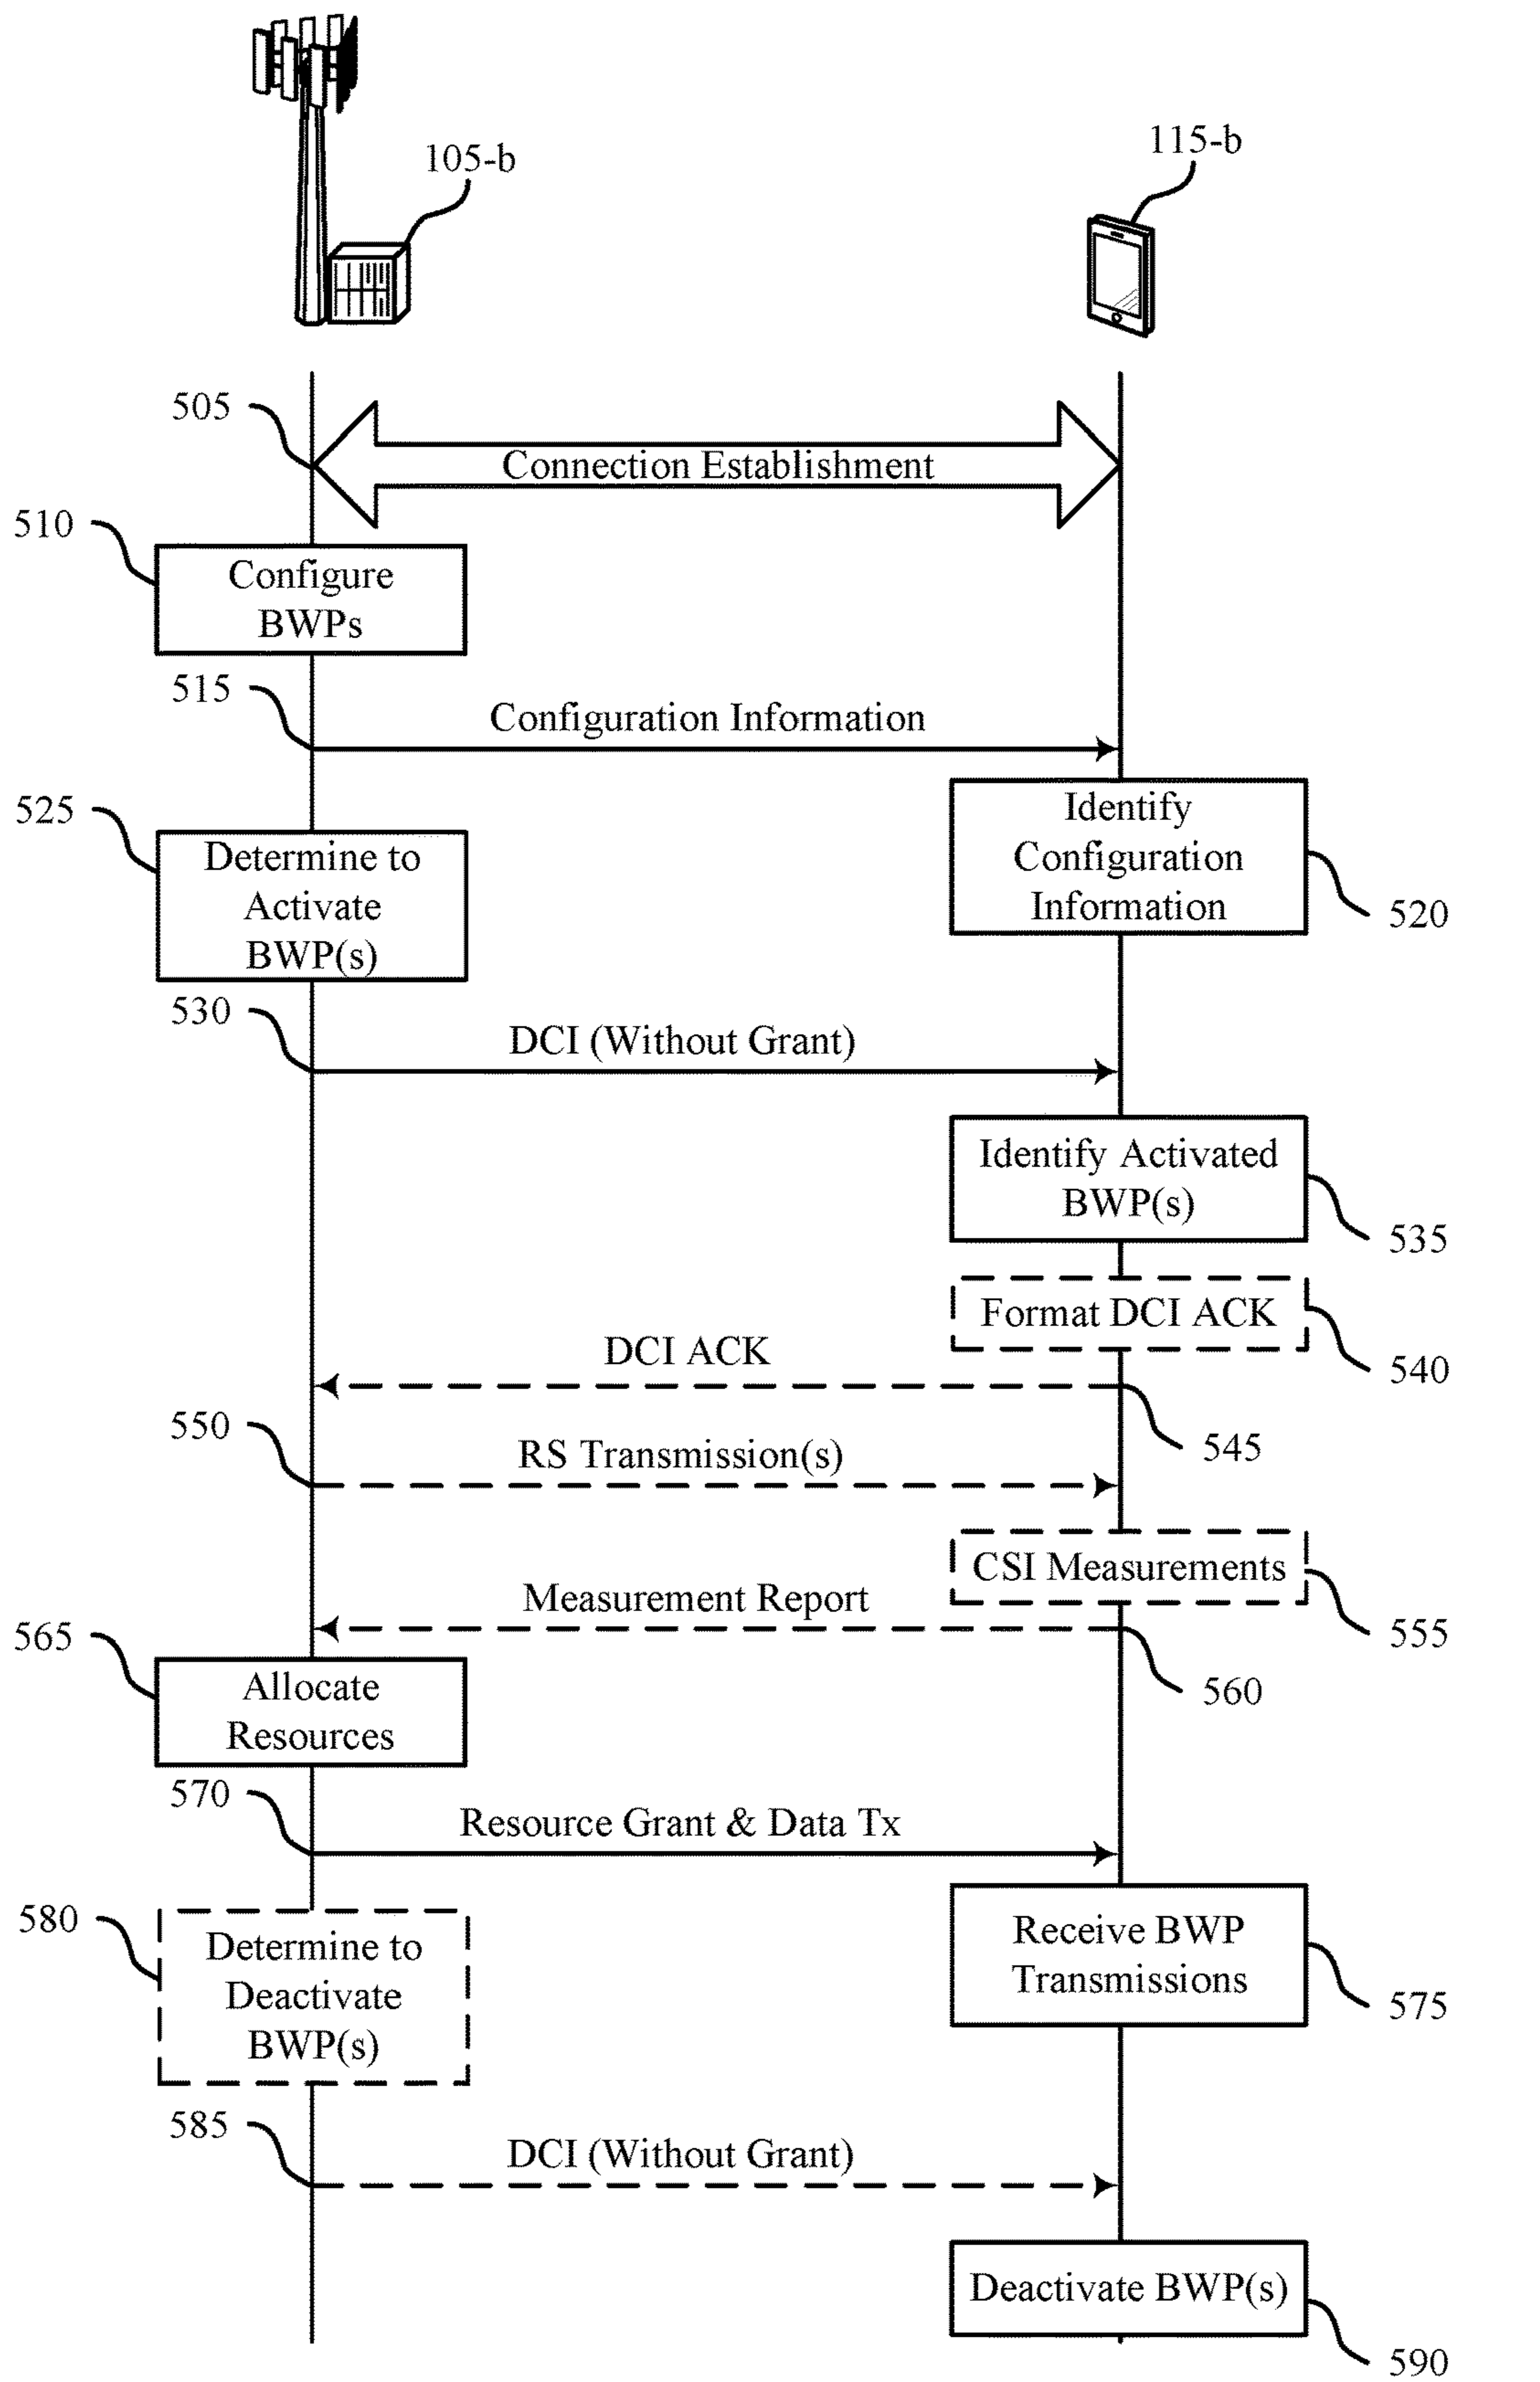 105-b
115-b
505
Connection Establishment
510
Configure
BWPs
515
Configuration Information
525
Determine to
Activate
BWP(s)
Identify
Configuration
Information
520
530
DCI (Without Grant)
Identify Activated
BWP(s)
535
Format DCI ACK
540
DCI ACK
545
550
RS Transmission(s)
CSI Measurements
555
Measurement Report
560
565
Allocate
Resources
570
Resource Grant & Data Tx
580
Determine to
Deactivate
BWP(s)
Receive BWP
Transmissions
575
585
DCI (Without Grant)
Deactivate BWP(s)
590